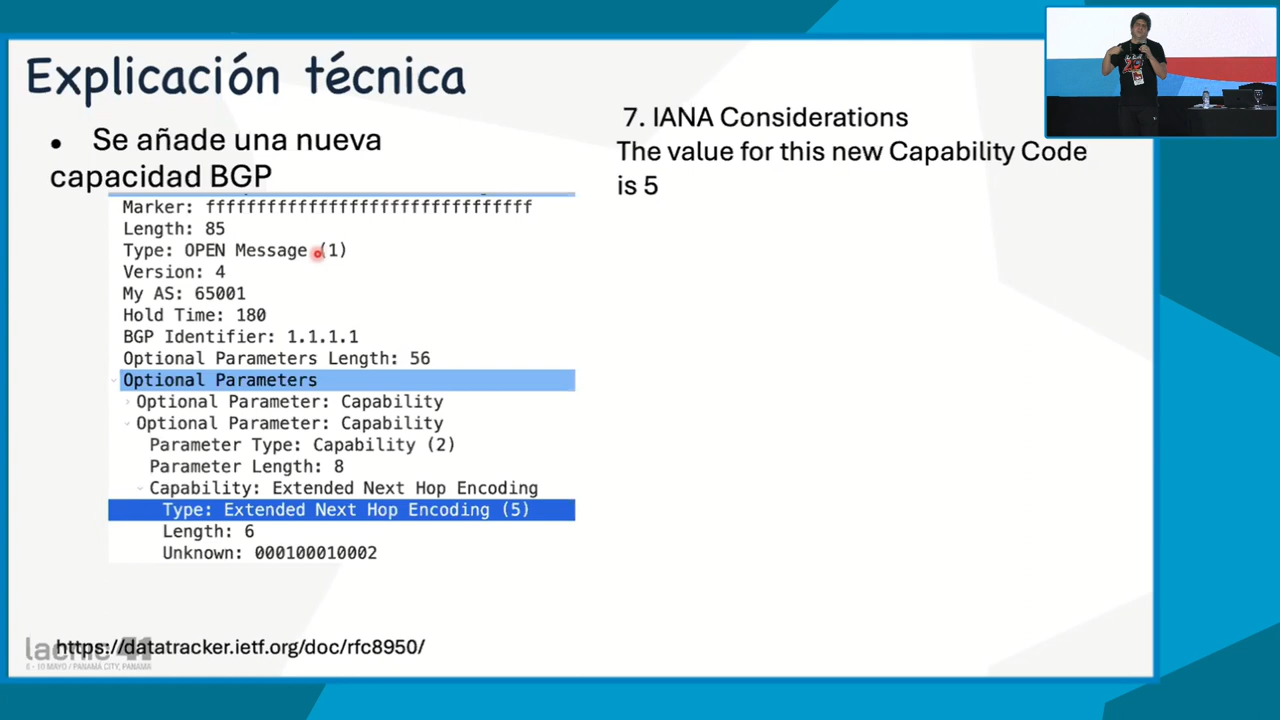 Explicación técnica
• Se añade una nueva
capacidad BGP
Marker: ffffffffffffffffffffffffffffffff
Length: 85
Type: OPEN Message (1)
Version: 4
My AS: 65001
Hold Time: 180
BGP Identifier: 1.1.1.1
Optional Parameters Length: 56
Optional Parameters
Optional Parameter: Capability
Optional Parameter: Capability
Parameter Type: Capability (2)
Parameter Length: 8
Capability: Extended Next Hop Encoding
Type: Extended Next Hop Encoding (5)
Length: 6
Unknown: 000100010002
7. IANA Considerations
The value for this new Capability Code
is 5
https://datatracker.ietf.org/doc/rfc8950/
lacnic 41
6 - 10 MAYO / PANAMÁ CITY, PANAMA